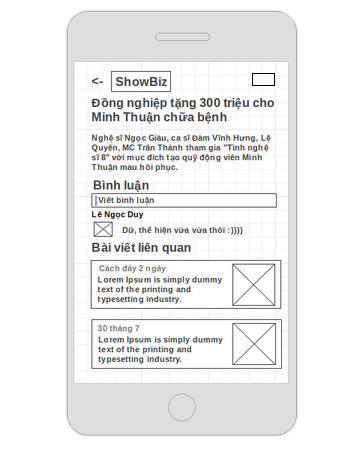 <- ShowBiz
Đồng nghiệp tặng 300 triệu cho
Minh Thuận chữa bệnh
Nghệ sĩ Ngọc Giàu, ca sĩ Đàm Vĩnh Hưng, Lệ
Quyên, MC Trấn Thành tham gia "Tình nghệ
sĩ 8" với mục đích tạo quỹ động viên Minh
Thuận mau hồi phục.
Bình luận
Viết bình luận
Lê Ngọc Duy
Dữ, thể hiện vừa vừa thôi :))))
Bài viết liên quan
Cách đây 2 ngày
Lorem Ipsum is simply dummy
text of the printing and
typesetting industry.
30 tháng 7
Lorem Ipsum is simply dummy
text of the printing and
typesetting industry.